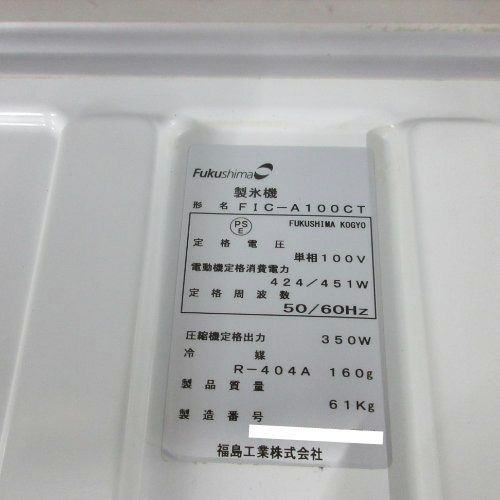 Fukushima
製氷機
形名 FIC-A100CT
PSE FUKUSHIMA KOGYO
定格電圧
単相100V
電動機定格消費電力
424/451W
定格周波数
50/60Hz
圧縮機定格出力 350W
冷媒
R-404A 160g
製品質量
61Kg
製造番号
福島工業株式会社